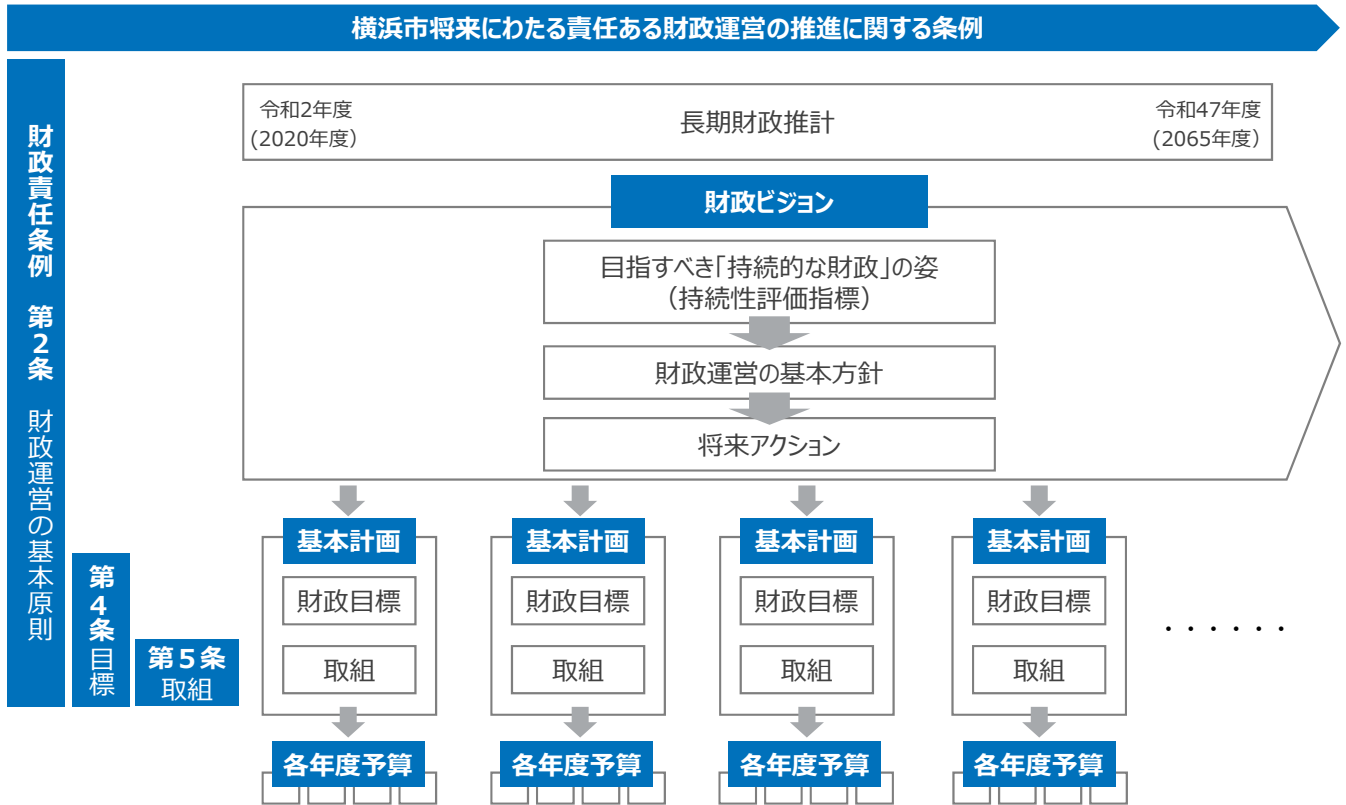 横浜市将来にわたる責任ある財政運営の推進に関する条例
財政責任条例 第2条 財政運営の基本原則
令和2年度
(2020年度)
長期財政推計
令和47年度
(2065年度)
財政ビジョン
目指すべき「持続的な財政」の姿
(持続性評価指標)
財政運営の基本方針
将来アクション
第4条 目標
第5条
取組
基本計画
財政目標
取組
各年度予算
基本計画
財政目標
取組
各年度予算
基本計画
財政目標
取組
各年度予算
基本計画
財政目標
取組
各年度予算
・・・・・・